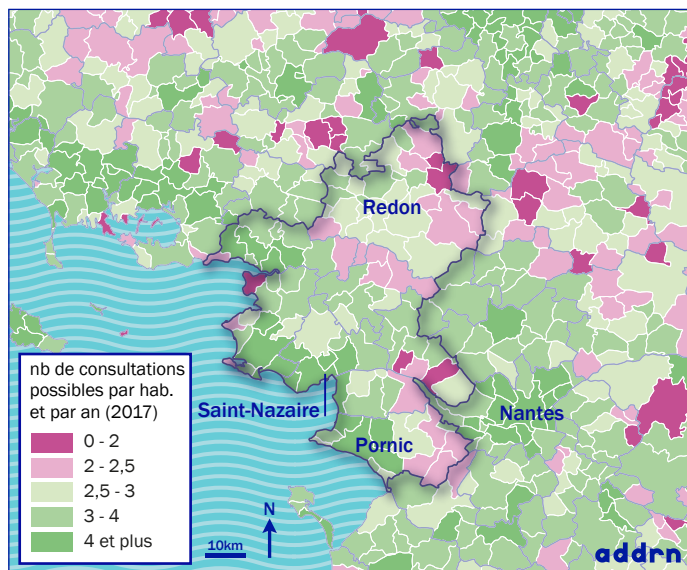 Redon
nb de consultations
possibles par hab.
et par an (2017)
0 - 2
2 - 2,5
2,5 - 3
3 - 4
4 et plus
Saint-Nazaire
Nantes
Pornic
N
10km
addrn